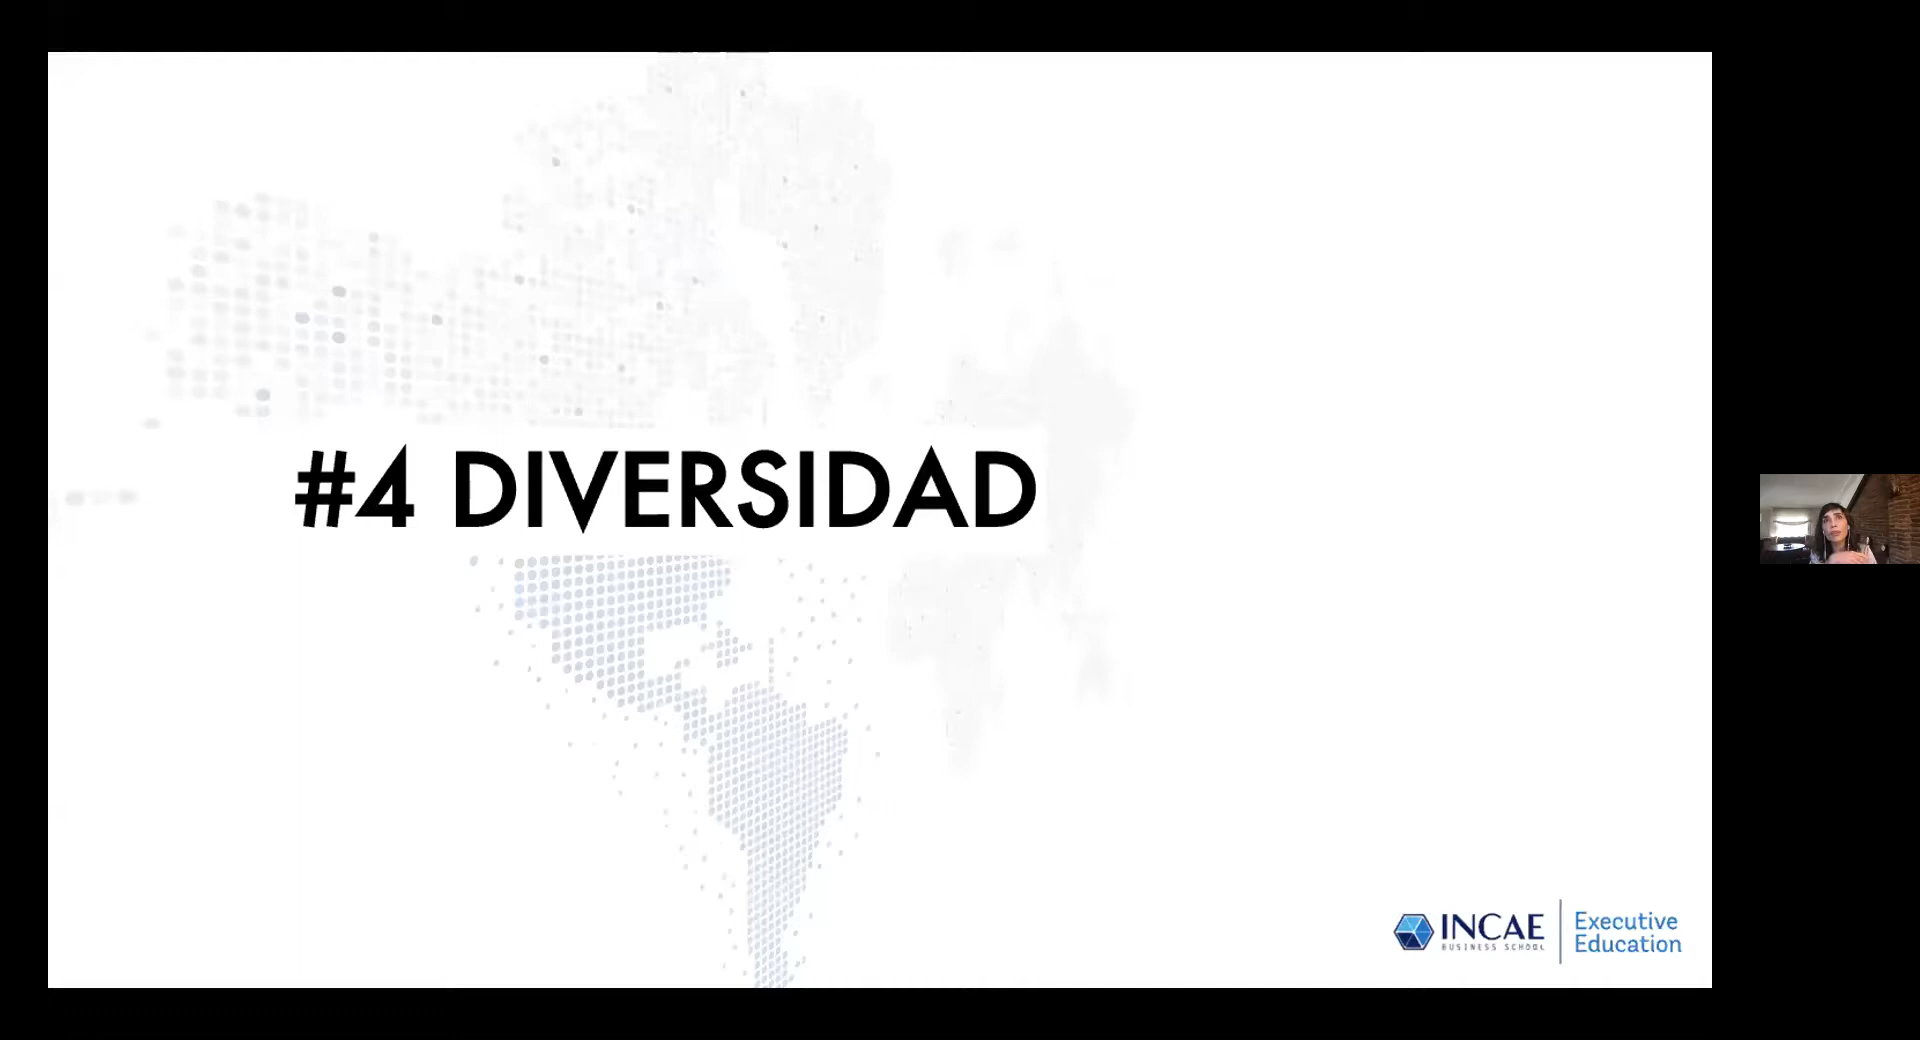 #4 DIVERSIDAD
INCAE
BUSINESS SCHOOL
Executive
Education